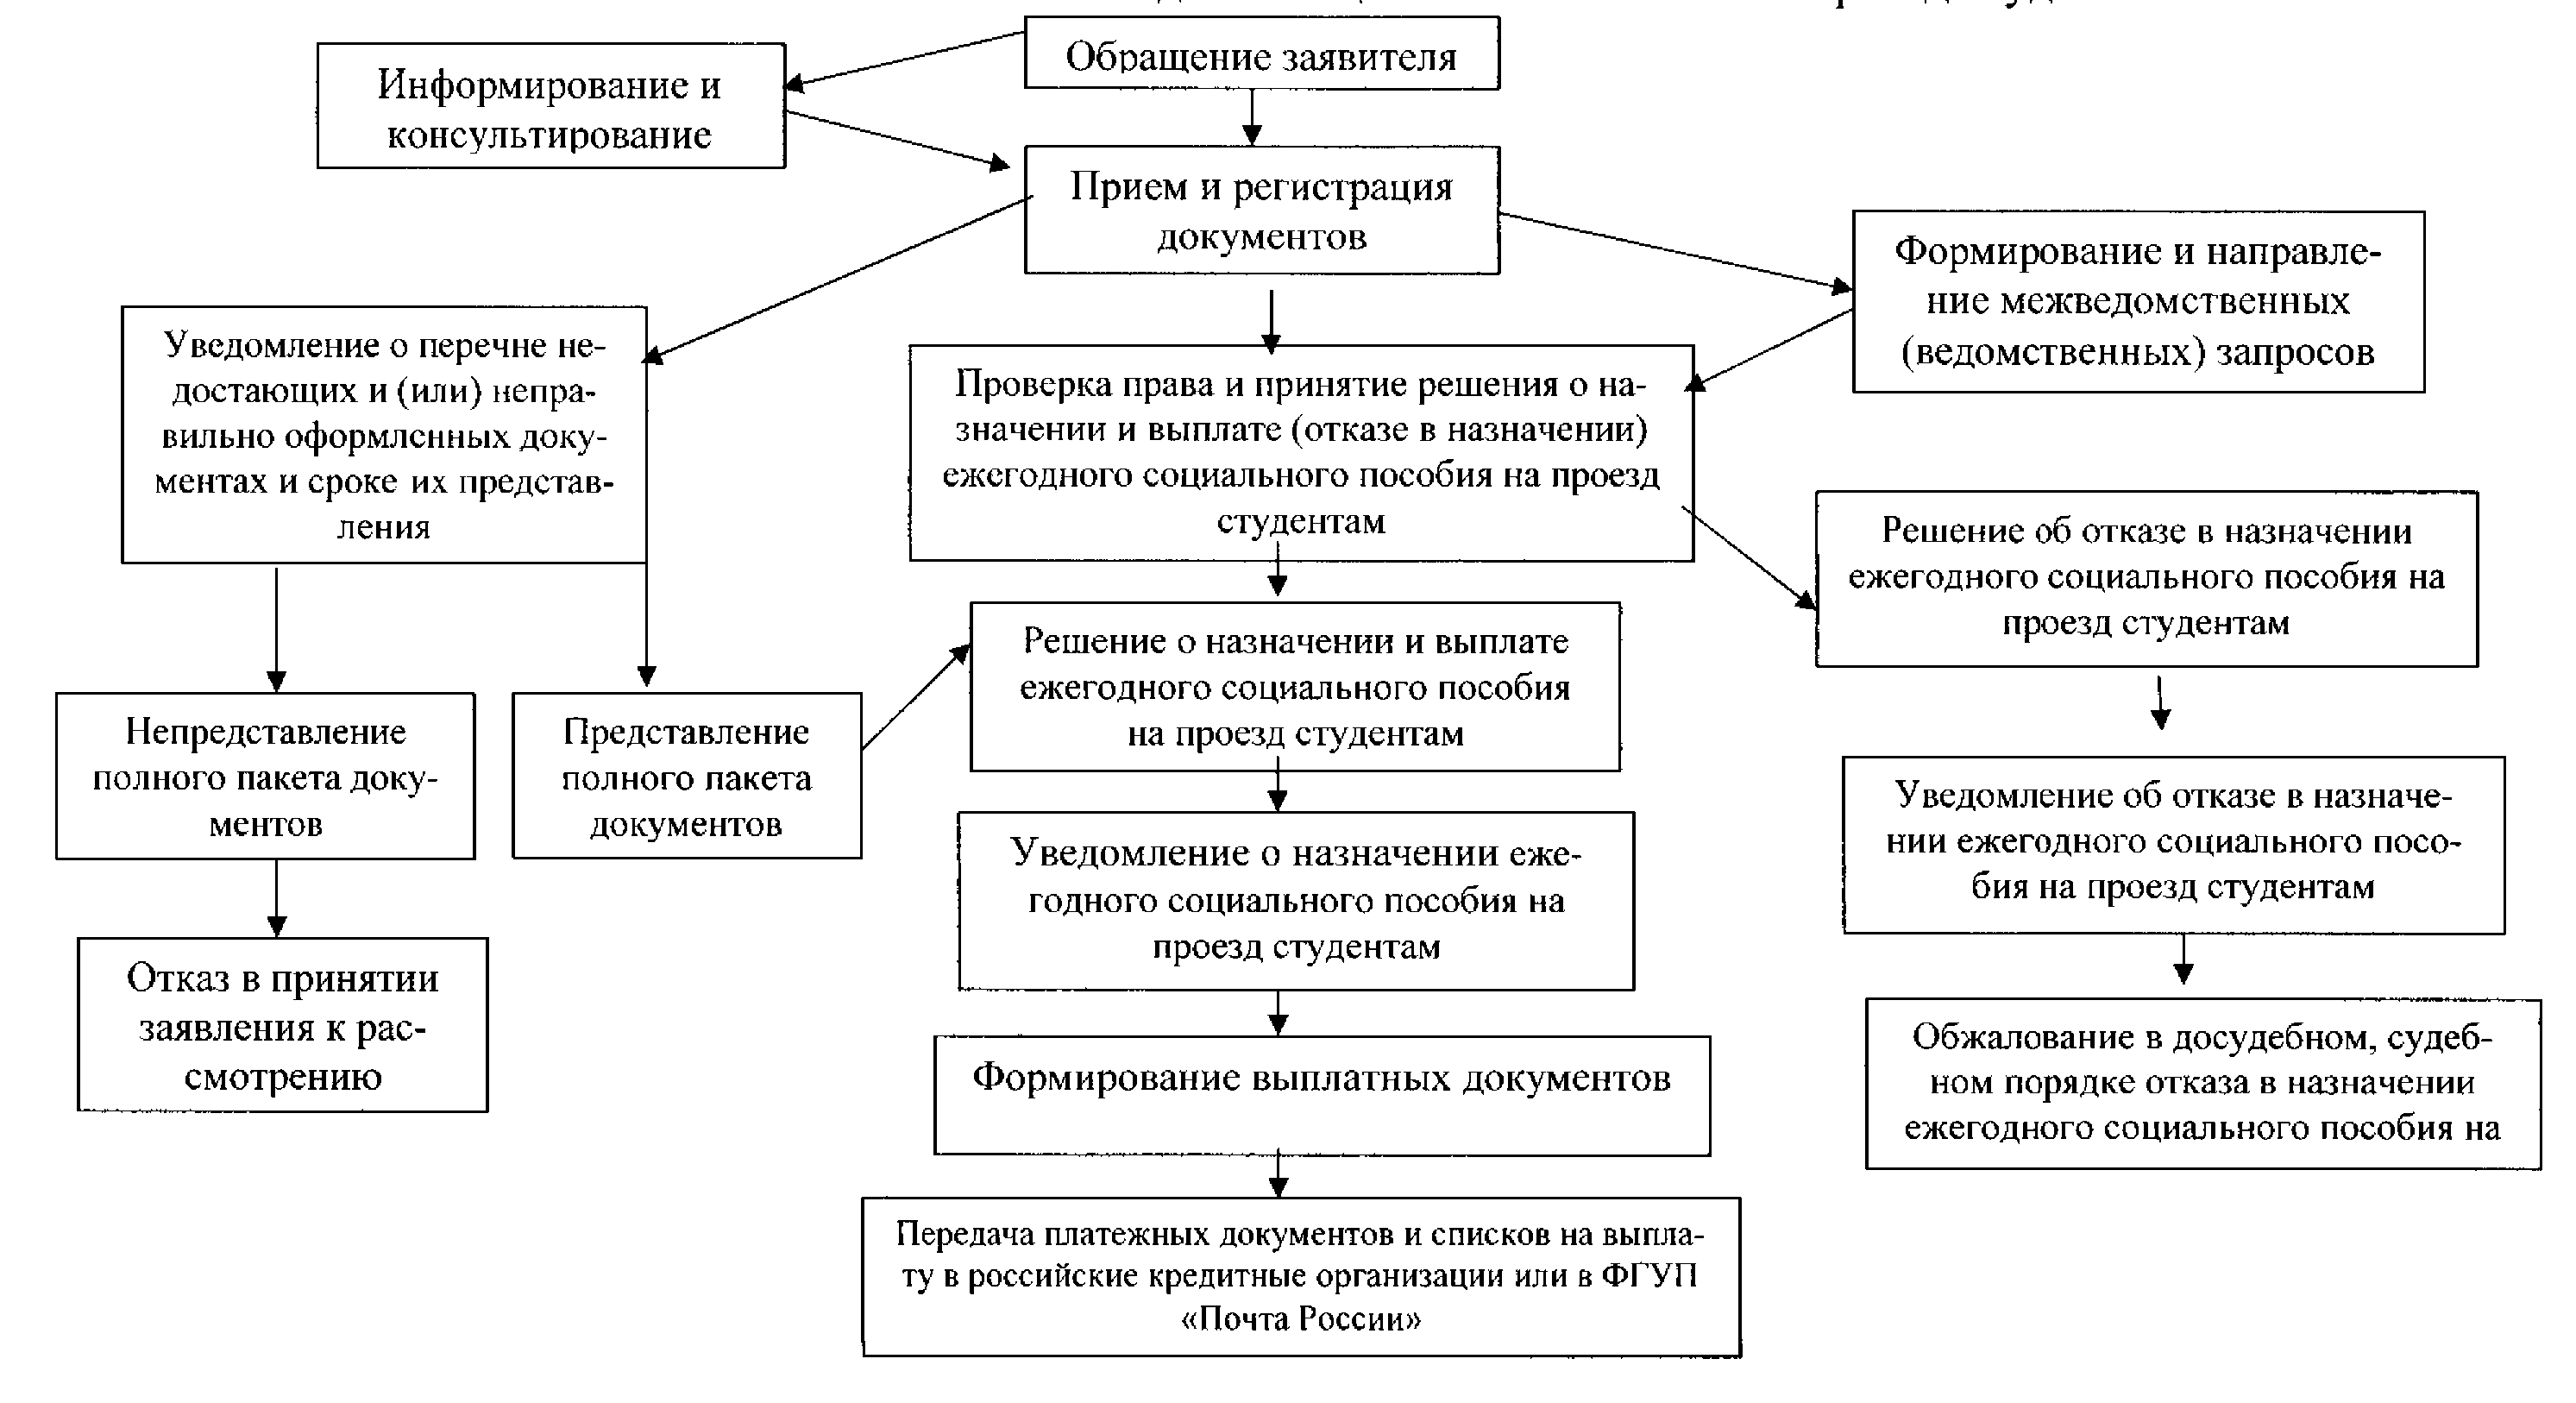 Обращение заявителя
Информирование и
консультирование
Прием и регистрация
документов
Формирование и направле-
ние межведомственных
(ведомственных) запросов
Уведомление о перечне не-
достающих и (или) непра-
вильно оформленных доку-
ментах и сроке их представ-
ления
Проверка права и принятие решения о на-
значении и выплате (отказе в назначении)
ежегодного социального пособия на проезд
студентам
Решение об отказе в назначении
ежегодного социального пособия на
проезд студентам
Решение о назначении и выплате
ежегодного социального пособия
на проезд студентам
Непредставление
полного пакета доку-
ментов
Представление
полного пакета
документов
Уведомление об отказе в назначе-
нии ежегодного социального посо-
бия на проезд студентам
Уведомление о назначении еже-
годного социального пособия на
проезд студентам
Отказ в принятии
заявления к рас-
смотрению
Формирование выплатных документов
Обжалование в досудебном, судеб-
ном порядке отказа в назначении
ежегодного социального пособия на
Передача платежных документов и списков на выпла-
ту в российские кредитные организации или в ФГУП
«Почта России»